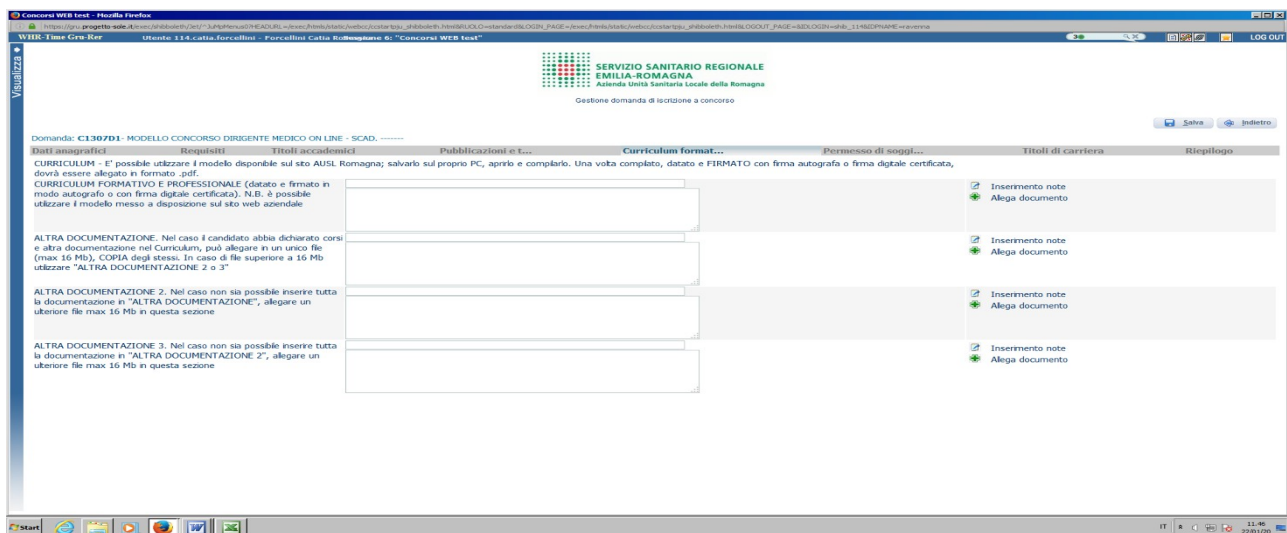 Concorsi WEB test - Mozilla Firefox
WHR-Time Gru-Ker Utente 114.catia.forcellini - Forcellini Catia 6: "Concorsi WEB test" LOG OUT
Visualizza
SERVIZIO SANITARIO REGIONALE
EMILIA-ROMAGNA
Azienda Unità Sanitaria Locale della Romagna
Gestione domanda di iscrizione a concorso
Salva Indietro
Domanda: C1307D1- MODELLO CONCORSO DIRIGENTE MEDICO ON LINE - SCAD. -------
Dati anagrafici Requisiti Titoli accademici Pubblicazioni e t... Curriculum format... Permesso di soggi... Titoli di carriera Riepilogo
CURRICULUM - E' possibile utilizzare il modello disponibile sul sito AUSL Romagna; salvarlo sul proprio PC, aprirlo e compilarlo. Una volta compilato, datato e FIRMATO con firma autografa o firma digitale certificata,
dovrà essere allegato in formato .pdf.
CURRICULUM FORMATIVO E PROFESSIONALE (datato e firmato in
modo autografo o con firma digitale certificata). N.B. è possibile
utilizzare il modello messo a disposizione sul sito web aziendale
Inserimento note
Allega documento
ALTRA DOCUMENTAZIONE. Nel caso il candidato abbia dichiarato corsi
e altra documentazione nel Curriculum, può allegare in un unico file
(max 16 Mb), COPIA degli stessi. In caso di file superiore a 16 Mb
utilizzare "ALTRA DOCUMENTAZIONE 2 o 3"
Inserimento note
Allega documento
ALTRA DOCUMENTAZIONE 2. Nel caso non sia possibile inserire tutta
la documentazione in "ALTRA DOCUMENTAZIONE", allegare un
ulteriore file max 16 Mb in questa sezione
Inserimento note
Allega documento
ALTRA DOCUMENTAZIONE 3. Nel caso non sia possibile inserire tutta
la documentazione in "ALTRA DOCUMENTAZIONE 2", allegare un
ulteriore file max 16 Mb in questa sezione
Inserimento note
Allega documento
Start IT 11.46
22/01/20